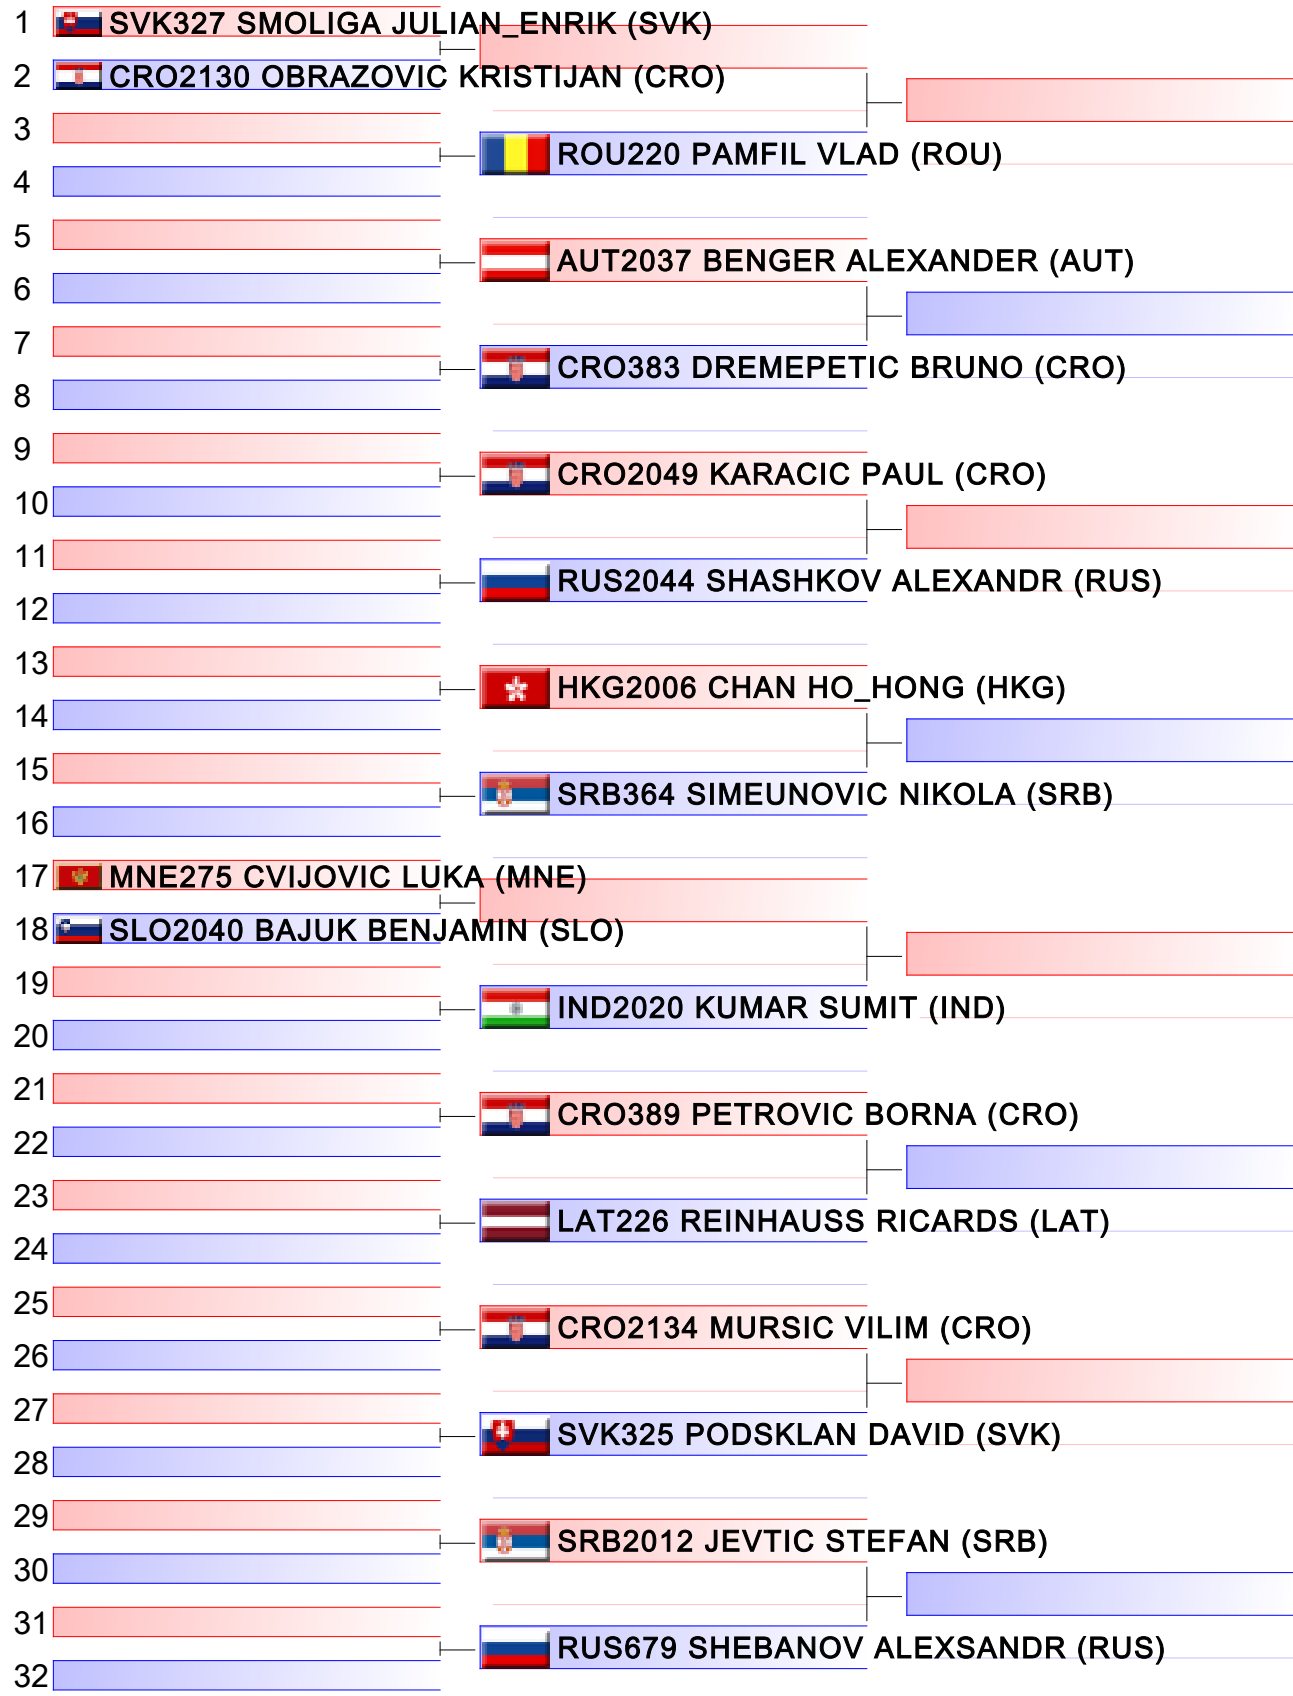 1 SVK327 SMOLIGA JULIAN_ENRIK (SVK)
2 CRO2130 OBRAZOVIC KRISTIJAN (CRO)
3
ROU220 PAMFIL VLAD (ROU)
4
5
AUT2037 BENGER ALEXANDER (AUT)
6
7
CRO383 DREMEPETIC BRUNO (CRO)
8
9
CRO2049 KARACIC PAUL (CRO)
10
11
RUS2044 SHASHKOV ALEXANDR (RUS)
12
13
HKG2006 CHAN HO_HONG (HKG)
14
15
SRB364 SIMEUNOVIC NIKOLA (SRB)
16
17 MNE275 CVIJOVIC LUKA (MNE)
18 SLO2040 BAJUK BENJAMIN (SLO)
19
IND2020 KUMAR SUMIT (IND)
20
21
CRO389 PETROVIC BORNA (CRO)
22
23
LAT226 REINHAUSS RICARDS (LAT)
24
25
CRO2134 MURSIC VILIM (CRO)
26
27
SVK325 PODSKLAN DAVID (SVK)
28
29
SRB2012 JEVTIC STEFAN (SRB)
30
31
RUS679 SHEBANOV ALEXSANDR (RUS)
32